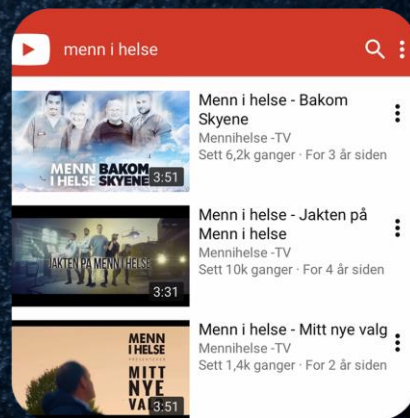 menn i helse
MENN BAKOM
I HELSE SKYENE
3:51
Menn i helse - Bakom
Skyene
Mennihelse -TV
Sett 6,2k ganger · For 3 år siden
JAKTEN PÅ MENN I HELSE
3:31
Menn i helse - Jakten på
Menn i helse
Mennihelse -TV
Sett 10k ganger · For 4 år siden
MENN
I HELSE
PRESENTERER
MITT
NYE
VA
3:51
Menn i helse - Mitt nye valg
Mennihelse -TV
Sett 1,4k ganger · For 2 år siden